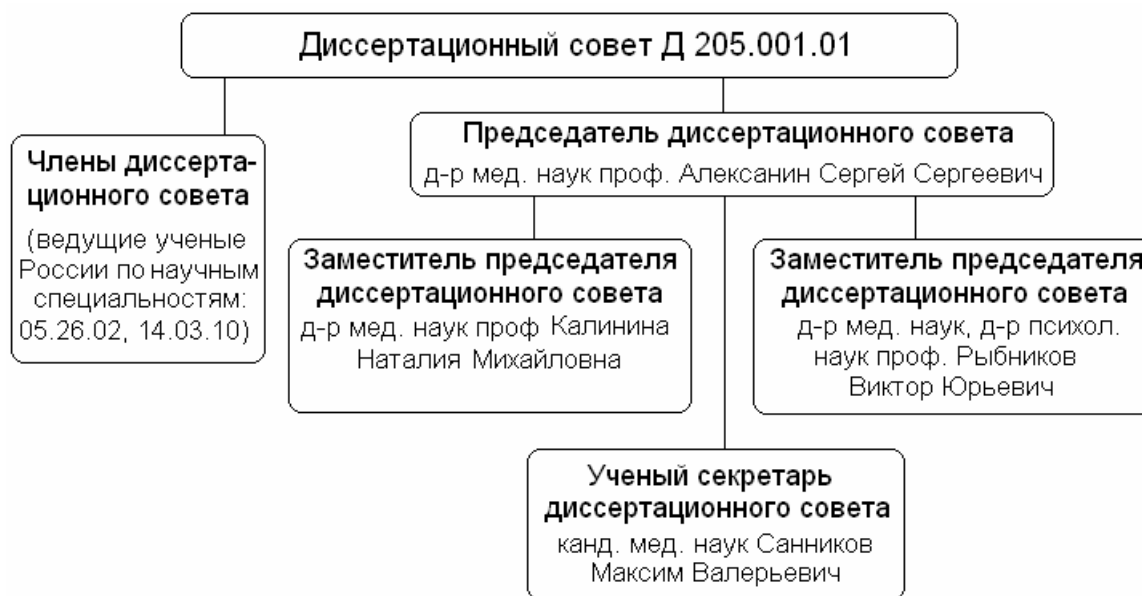 Диссертационный совет Д 205.001.01
Председатель диссертационного совета
д-р мед. наук проф. Алексанин Сергей Сергеевич
Члены диссерта-
ционного совета
(ведущие ученые
России по научным
специальностям:
05.26.02, 14.03.10)
Заместитель председателя
диссертационного совета
д-р мед. наук проф Калинина
Наталия Михайловна
Заместитель председателя
диссертационного совета
д-р мед. наук, д-р психол.
наук проф. Рыбников
Виктор Юрьевич
Ученый секретарь
диссертационного совета
канд. мед. наук Санников
Максим Валерьевич